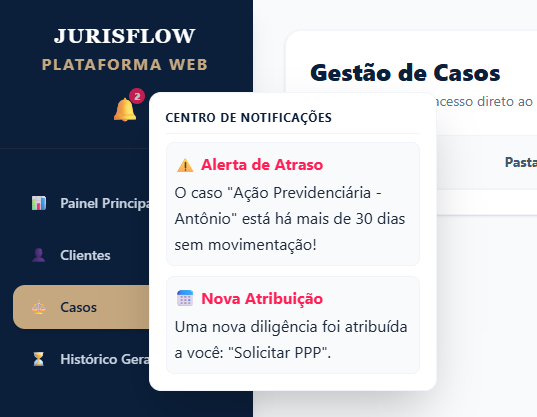 JURISFLOW
PLATAFORMA WEB
2
Gestão de Casos
acesso direto ao
Pasta
CENTRO DE NOTIFICAÇÕES
Alerta de Atraso
O caso "Ação Previdenciária -
Antônio" está há mais de 30 dias
sem movimentação!
Nova Atribuição
Uma nova diligência foi atribuída
a você: "Solicitar PPP".
Painel Principa
Clientes
Casos
Histórico Gera